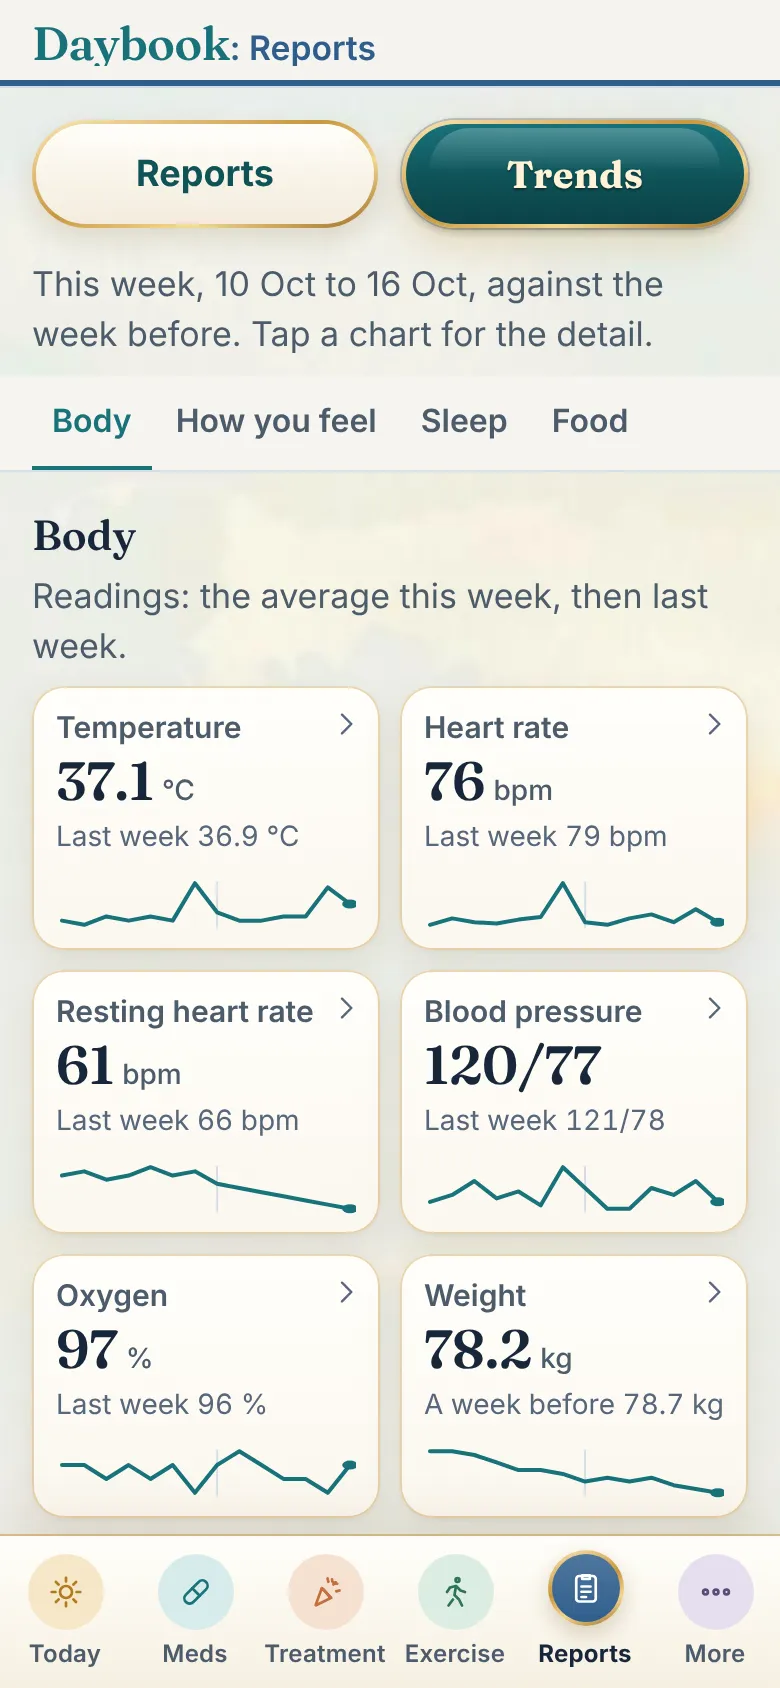 Daybook: Reports
Reports
Trends
This week, 10 Oct to 16 Oct, against the
week before. Tap a chart for the detail.
Body
How you feel
Sleep
Food
Body
Readings: the average this week, then last
week.
Temperature
37.1 °C
Last week 36.9 °C
Heart rate
76 bpm
Last week 79 bpm
Resting heart rate
61 bpm
Last week 66 bpm
Blood pressure
120/77
Last week 121/78
Oxygen
97 %
Last week 96 %
Weight
78.2 kg
A week before 78.7 kg
Today
Meds
Treatment
Exercise
Reports
More